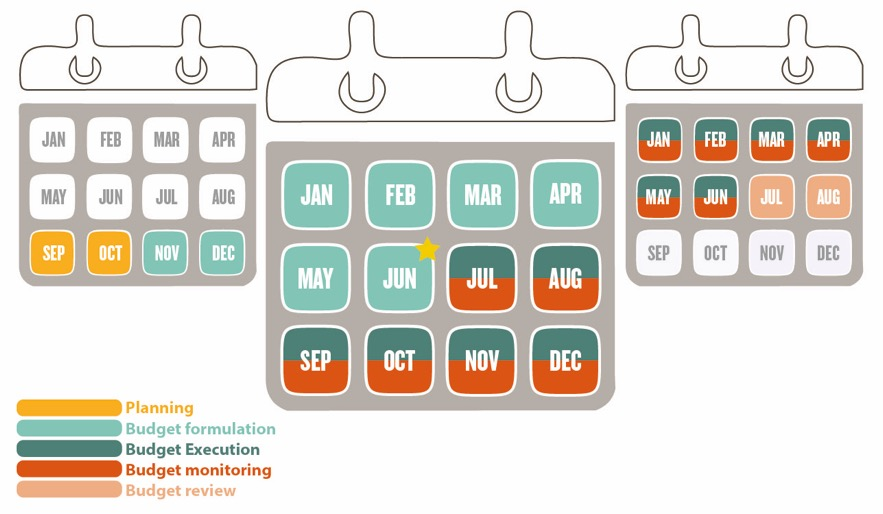 JAN FEB MAR APR
MAY JUN JUL AUG
SEP OCT NOV DEC
JAN FEB MAR APR
MAY JUN JUL AUG
SEP OCT NOV DEC
JAN FEB MAR APR
MAY JUN JUL AUG
SEP OCT NOV DEC
Planning
Budget formulation
Budget Execution
Budget monitoring
Budget review